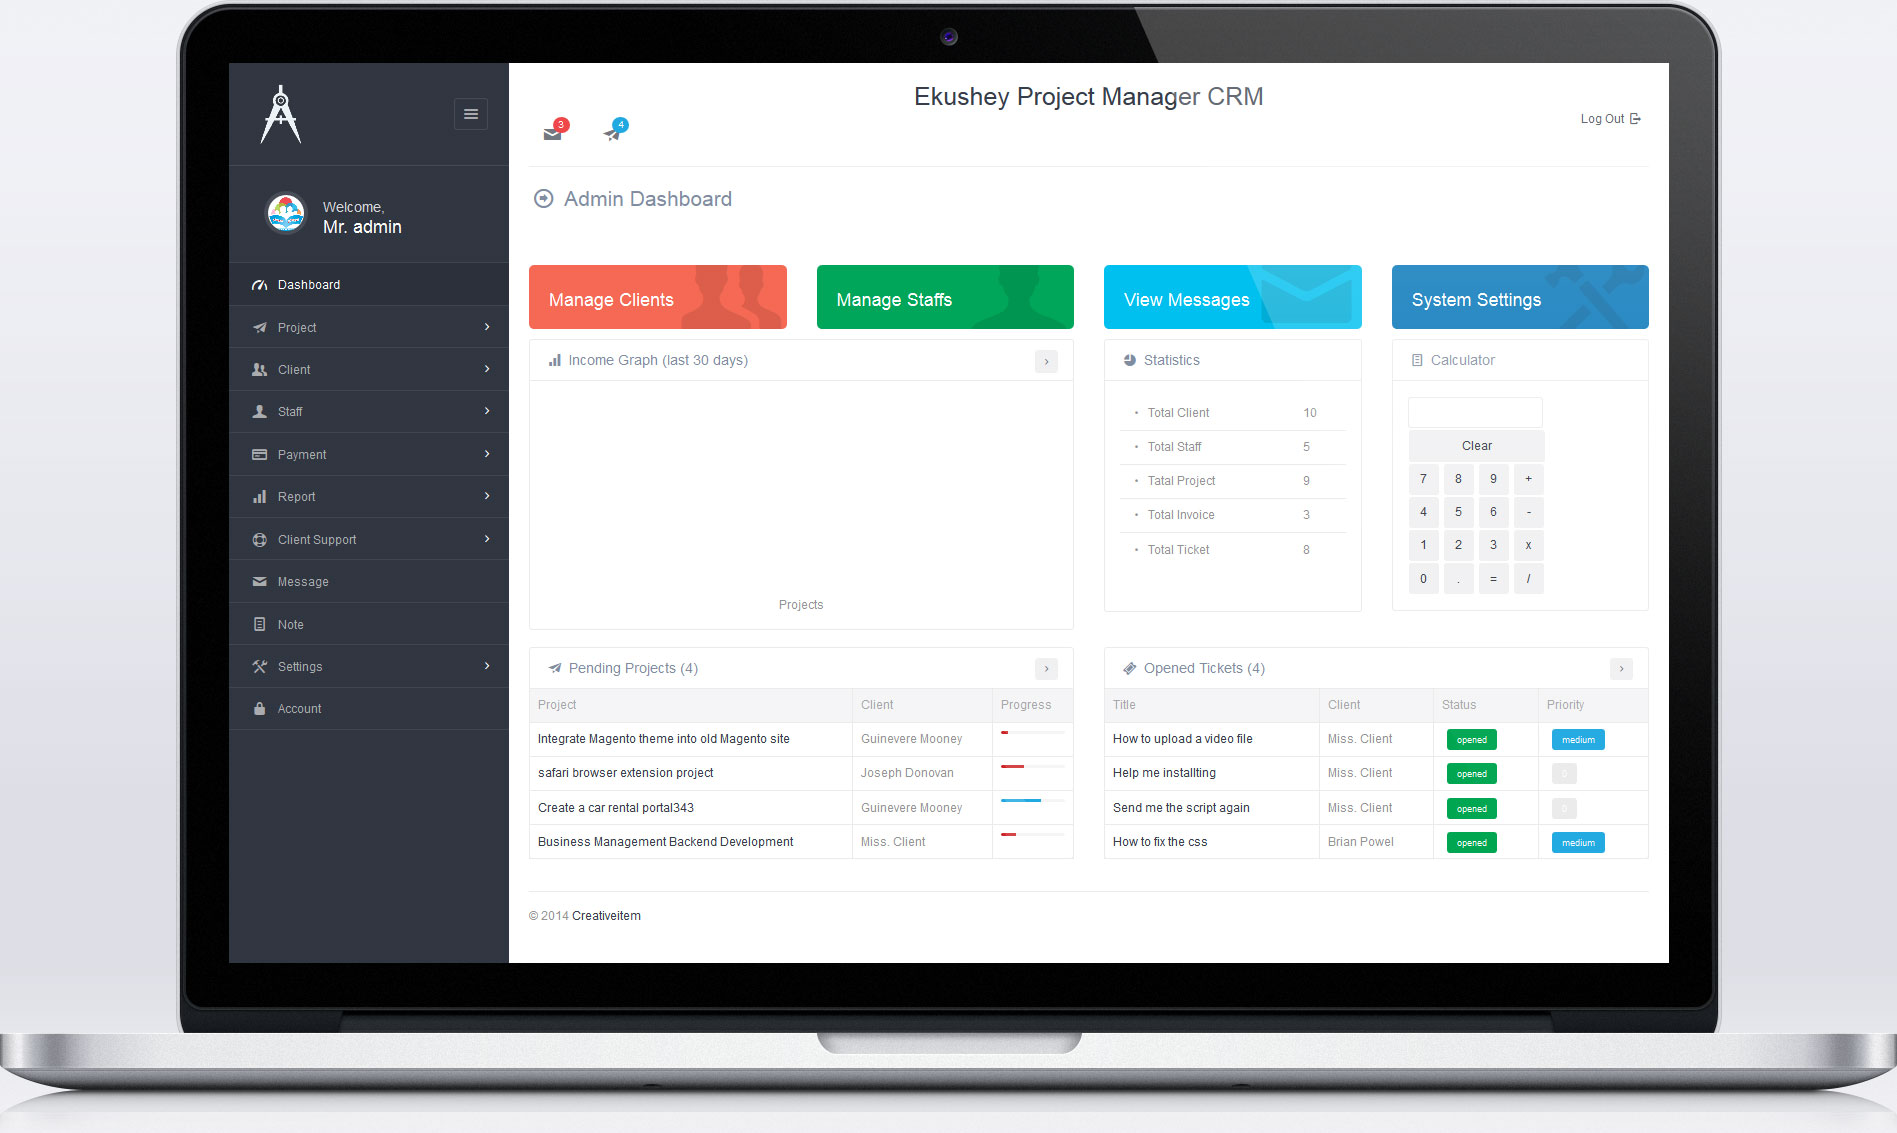 Ekushey Project Manager CRM
3
4
Log Out
Welcome,
Mr. admin
Dashboard
Project
Client
Staff
Payment
Report
Client Support
Message
Note
Settings
Account
Admin Dashboard
Manage Clients
Manage Staffs
View Messages
System Settings
Income Graph (last 30 days)
Projects
Statistics
Total Client 10
Total Staff 5
Tatal Project 9
Total Invoice 3
Total Ticket 8
Calculator
Clear
7 8 9 +
4 5 6 -
1 2 3 x
0 . = /
Pending Projects (4)
Project Client Progress
Integrate Magento theme into old Magento site Guinevere Mooney
safari browser extension project Joseph Donovan
Create a car rental portal343 Guinevere Mooney
Business Management Backend Development Miss. Client
Opened Tickets (4)
Title Client Status Priority
How to upload a video file Miss. Client opened medium
Help me installting Miss. Client opened 0
Send me the script again Miss. Client opened 0
How to fix the css Brian Powel opened medium
© 2014 Creativeitem